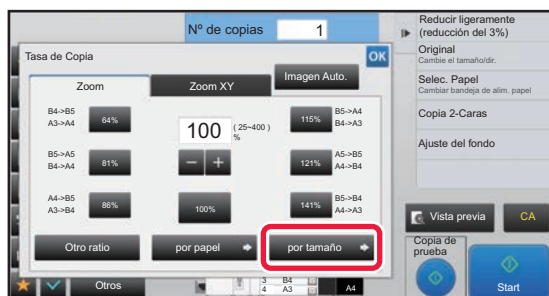 Nº de copias 1
Reducir ligeramente
(reducción del 3%)
Original
Cambie el tamaño/dir.
Selec. Papel
Cambiar bandeja de alim. papel
Copia 2-Caras
Ajuste del fondo
Tasa de Copia
OK
Zoom
Zoom XY
Imagen Auto.
B4->B5
A3->A4
64%
B5->A5
B4->A4
81%
A4->B5
A3->B4
86%
100 (25~400)
%
100%
115%
B5->A4
B4->A3
121%
A5->B5
A4->B4
141%
B5->B4
A4->A3
Otro ratio
por papel
por tamaño
Vista previa
CA
Copia de
prueba
Start
Otros
3 B4
4 A3
A4